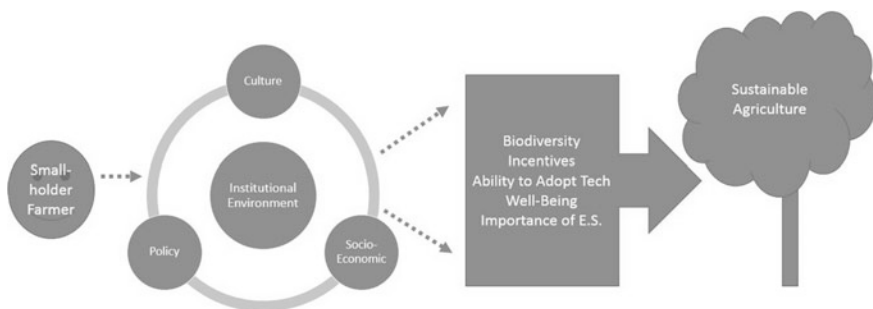 Small-
holder
Farmer
Culture
Institutional
Environment
Policy
Socio-
Economic
Biodiversity
Incentives
Ability to Adopt Tech
Well-Being
Importance of E.S.
Sustainable
Agriculture